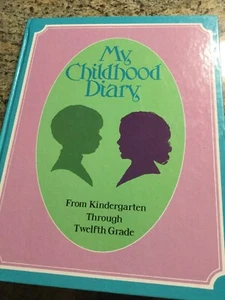 My
Childhood
Diary
From Kindergarten
Through
Twelfth Grade